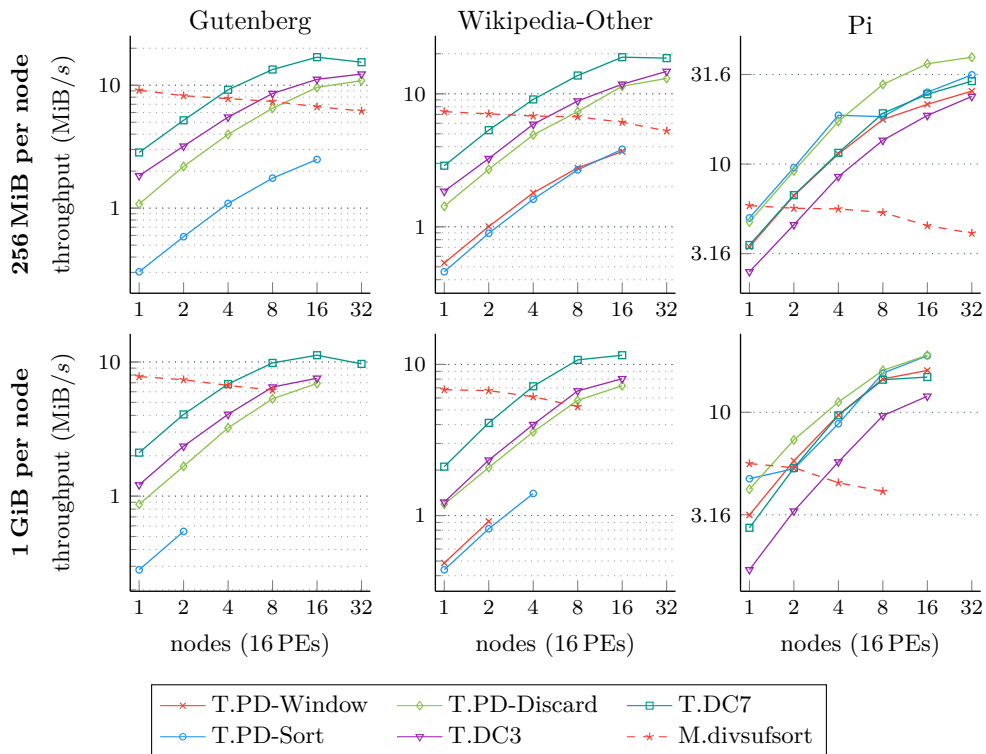 Gutenberg
Wikipedia-Other
Pi
256 MiB per node
throughput (MiB/s)
10
1
1 2 4 8 16 32
10
1
1 2 4 8 16 32
31.6
10
3.16
1 2 4 8 16 32
1 GiB per node
throughput (MiB/s)
10
1
1 2 4 8 16 32
nodes (16 PEs)
10
1
1 2 4 8 16 32
nodes (16 PEs)
10
3.16
1 2 4 8 16 32
nodes (16 PEs)
T.PD-Window T.PD-Discard T.DC7
T.PD-Sort T.DC3 M.divsufsort